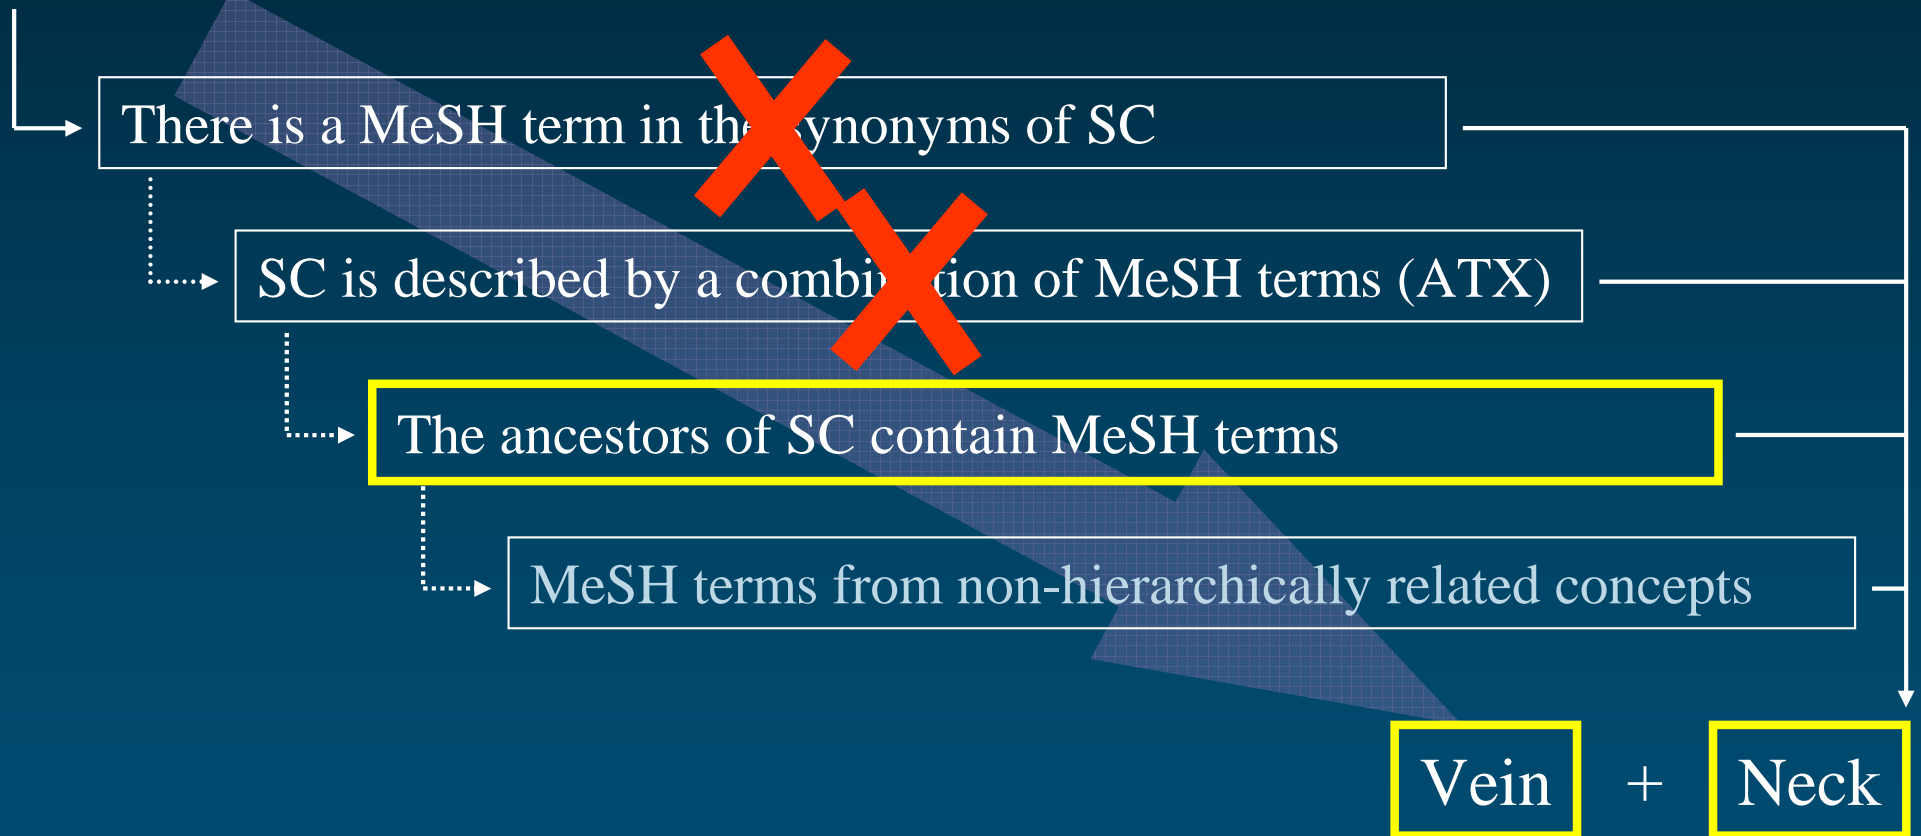 There is a MeSH term in the synonyms of SC
SC is described by a combination of MeSH terms (ATX)
The ancestors of SC contain MeSH terms
MeSH terms from non-hierarchically related concepts
Vein + Neck